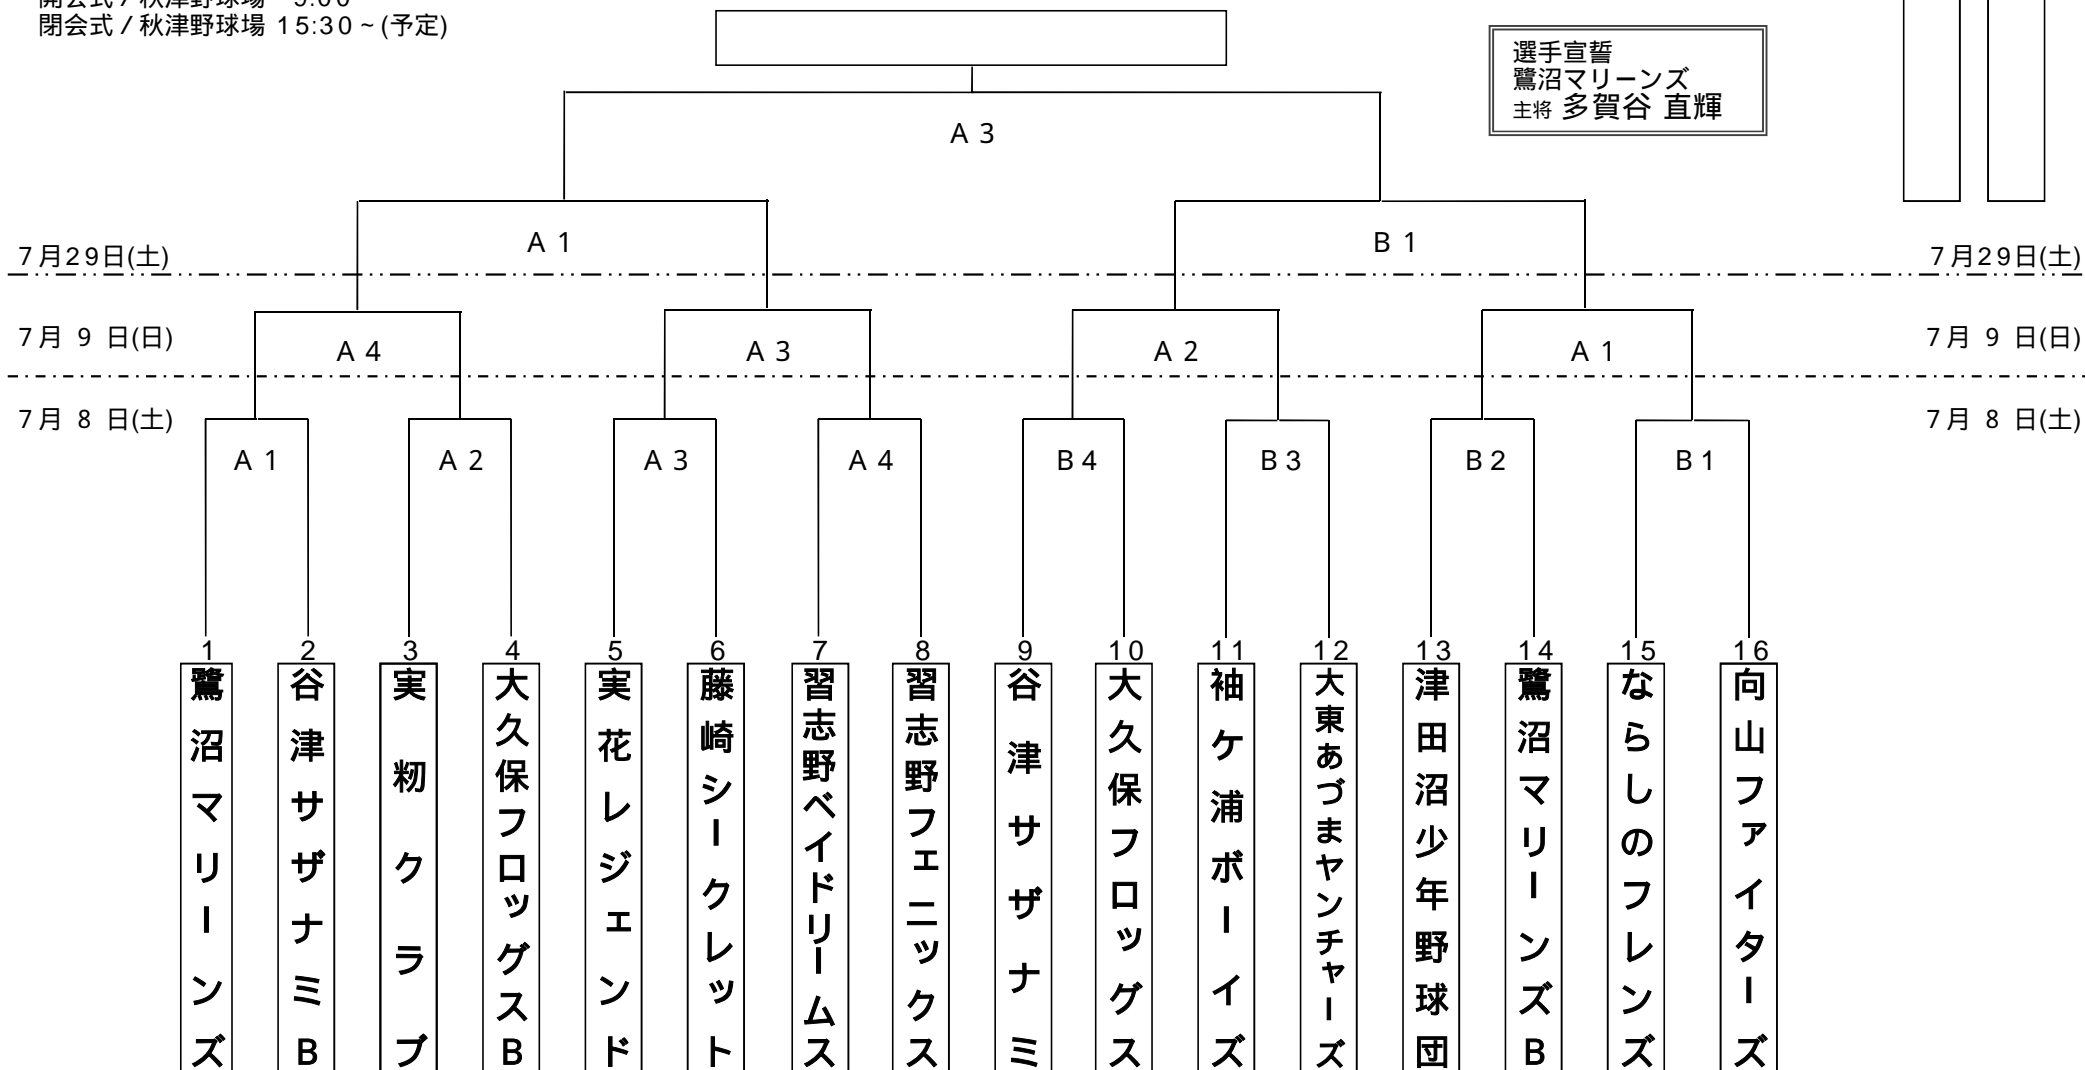 開会式 / 秋津野球場 9:00
閉会式 / 秋津野球場 15:30 ~ (予定)
選手宣誓
鷺沼マリーンズ
主将 多賀谷 直輝
A 3
A 1
B 1
7月29日(土)
7月29日(土)
7月 9 日(日)
7月 9 日(日)
A 4
A 3
A 2
A 1
7月 8 日(土)
7月 8 日(土)
A 1
A 2
A 3
A 4
B 4
B 3
B 2
B 1
1
鷺沼マリーンズ
2
谷津サザナミB
3
実籾クラブ
4
大久保フロッグスB
5
実花レジェンド
6
藤崎シークレット
7
習志野ベイドリームス
8
習志野フェニックス
9
谷津サザナミ
10
大久保フロッグス
11
袖ケ浦ボーイズ
12
大東あづまヤンチャーズ
13
津田沼少年野球団
14
鷺沼マリーンズB
15
ならしのフレンズ
16
向山ファイターズ